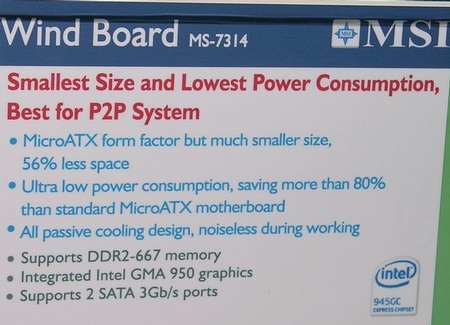 Wind Board MS-7314 MSI MSI
Smallest Size and Lowest Power Consumption,
Best for P2P System
• MicroATX form factor but much smaller size,
56% less space
• Ultra low power consumption, saving more than 80%
than standard MicroATX motherboard
• All passive cooling design, noiseless during working
• Supports DDR2-667 memory
• Integrated Intel GMA 950 graphics
• Supports 2 SATA 3Gb/s ports
intel
945GC
EXPRESS CHIPSET